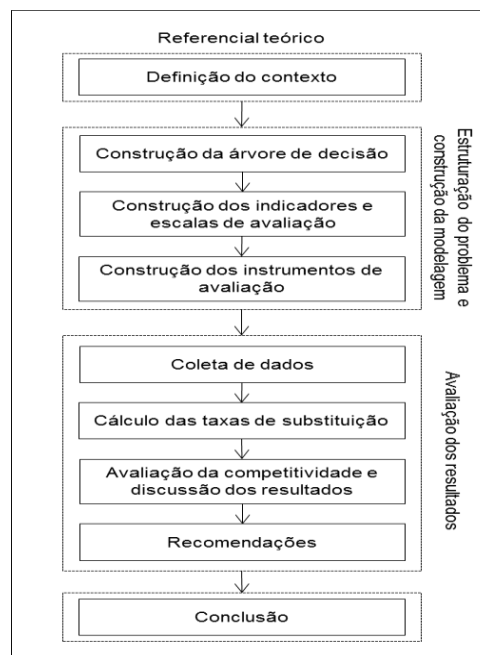 Referencial teórico
Definição do contexto
Construção da árvore de decisão
Construção dos indicadores e
escalas de avaliação
Construção dos instrumentos de
avaliação
Estruturação do problema e
construção da modelagem
Coleta de dados
Cálculo das taxas de substituição
Avaliação da competitividade e
discussão dos resultados
Recomendações
Avaliação dos resultados
Conclusão